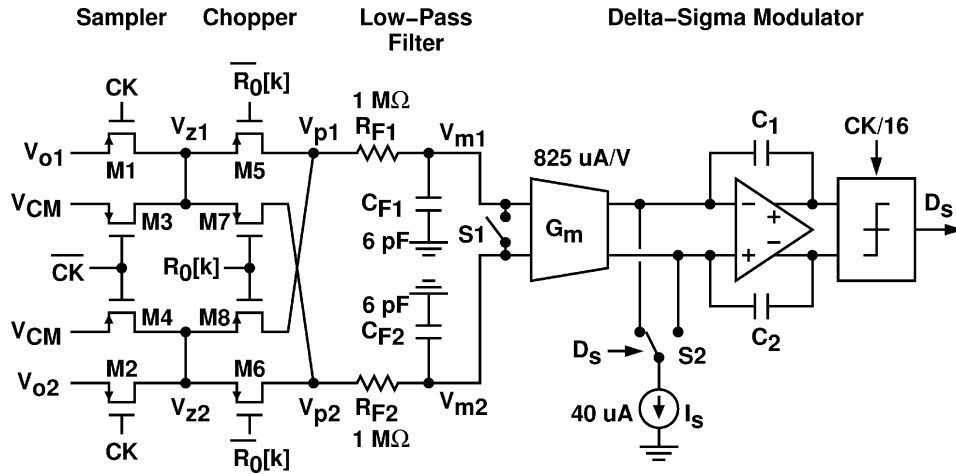 Sampler Chopper Low−Pass Filter Delta−Sigma Modulator
CK
R̅0[k]
1 MΩ
RF1
Vo1
M1
Vz1
M5
Vp1
Vm1
825 uA/V
C1
CK/16
VCM
M3
M7
CF1
6 pF
S1
Gm
−
+
+
−
Ds
C̅K̅
R0[k]
VCM
M4
M8
6 pF
CF2
C2
Vo2
M2
Vz2
M6
Vp2
RF2
1 MΩ
Vm2
Ds
S2
40 uA
Is
CK
R̅0[k]